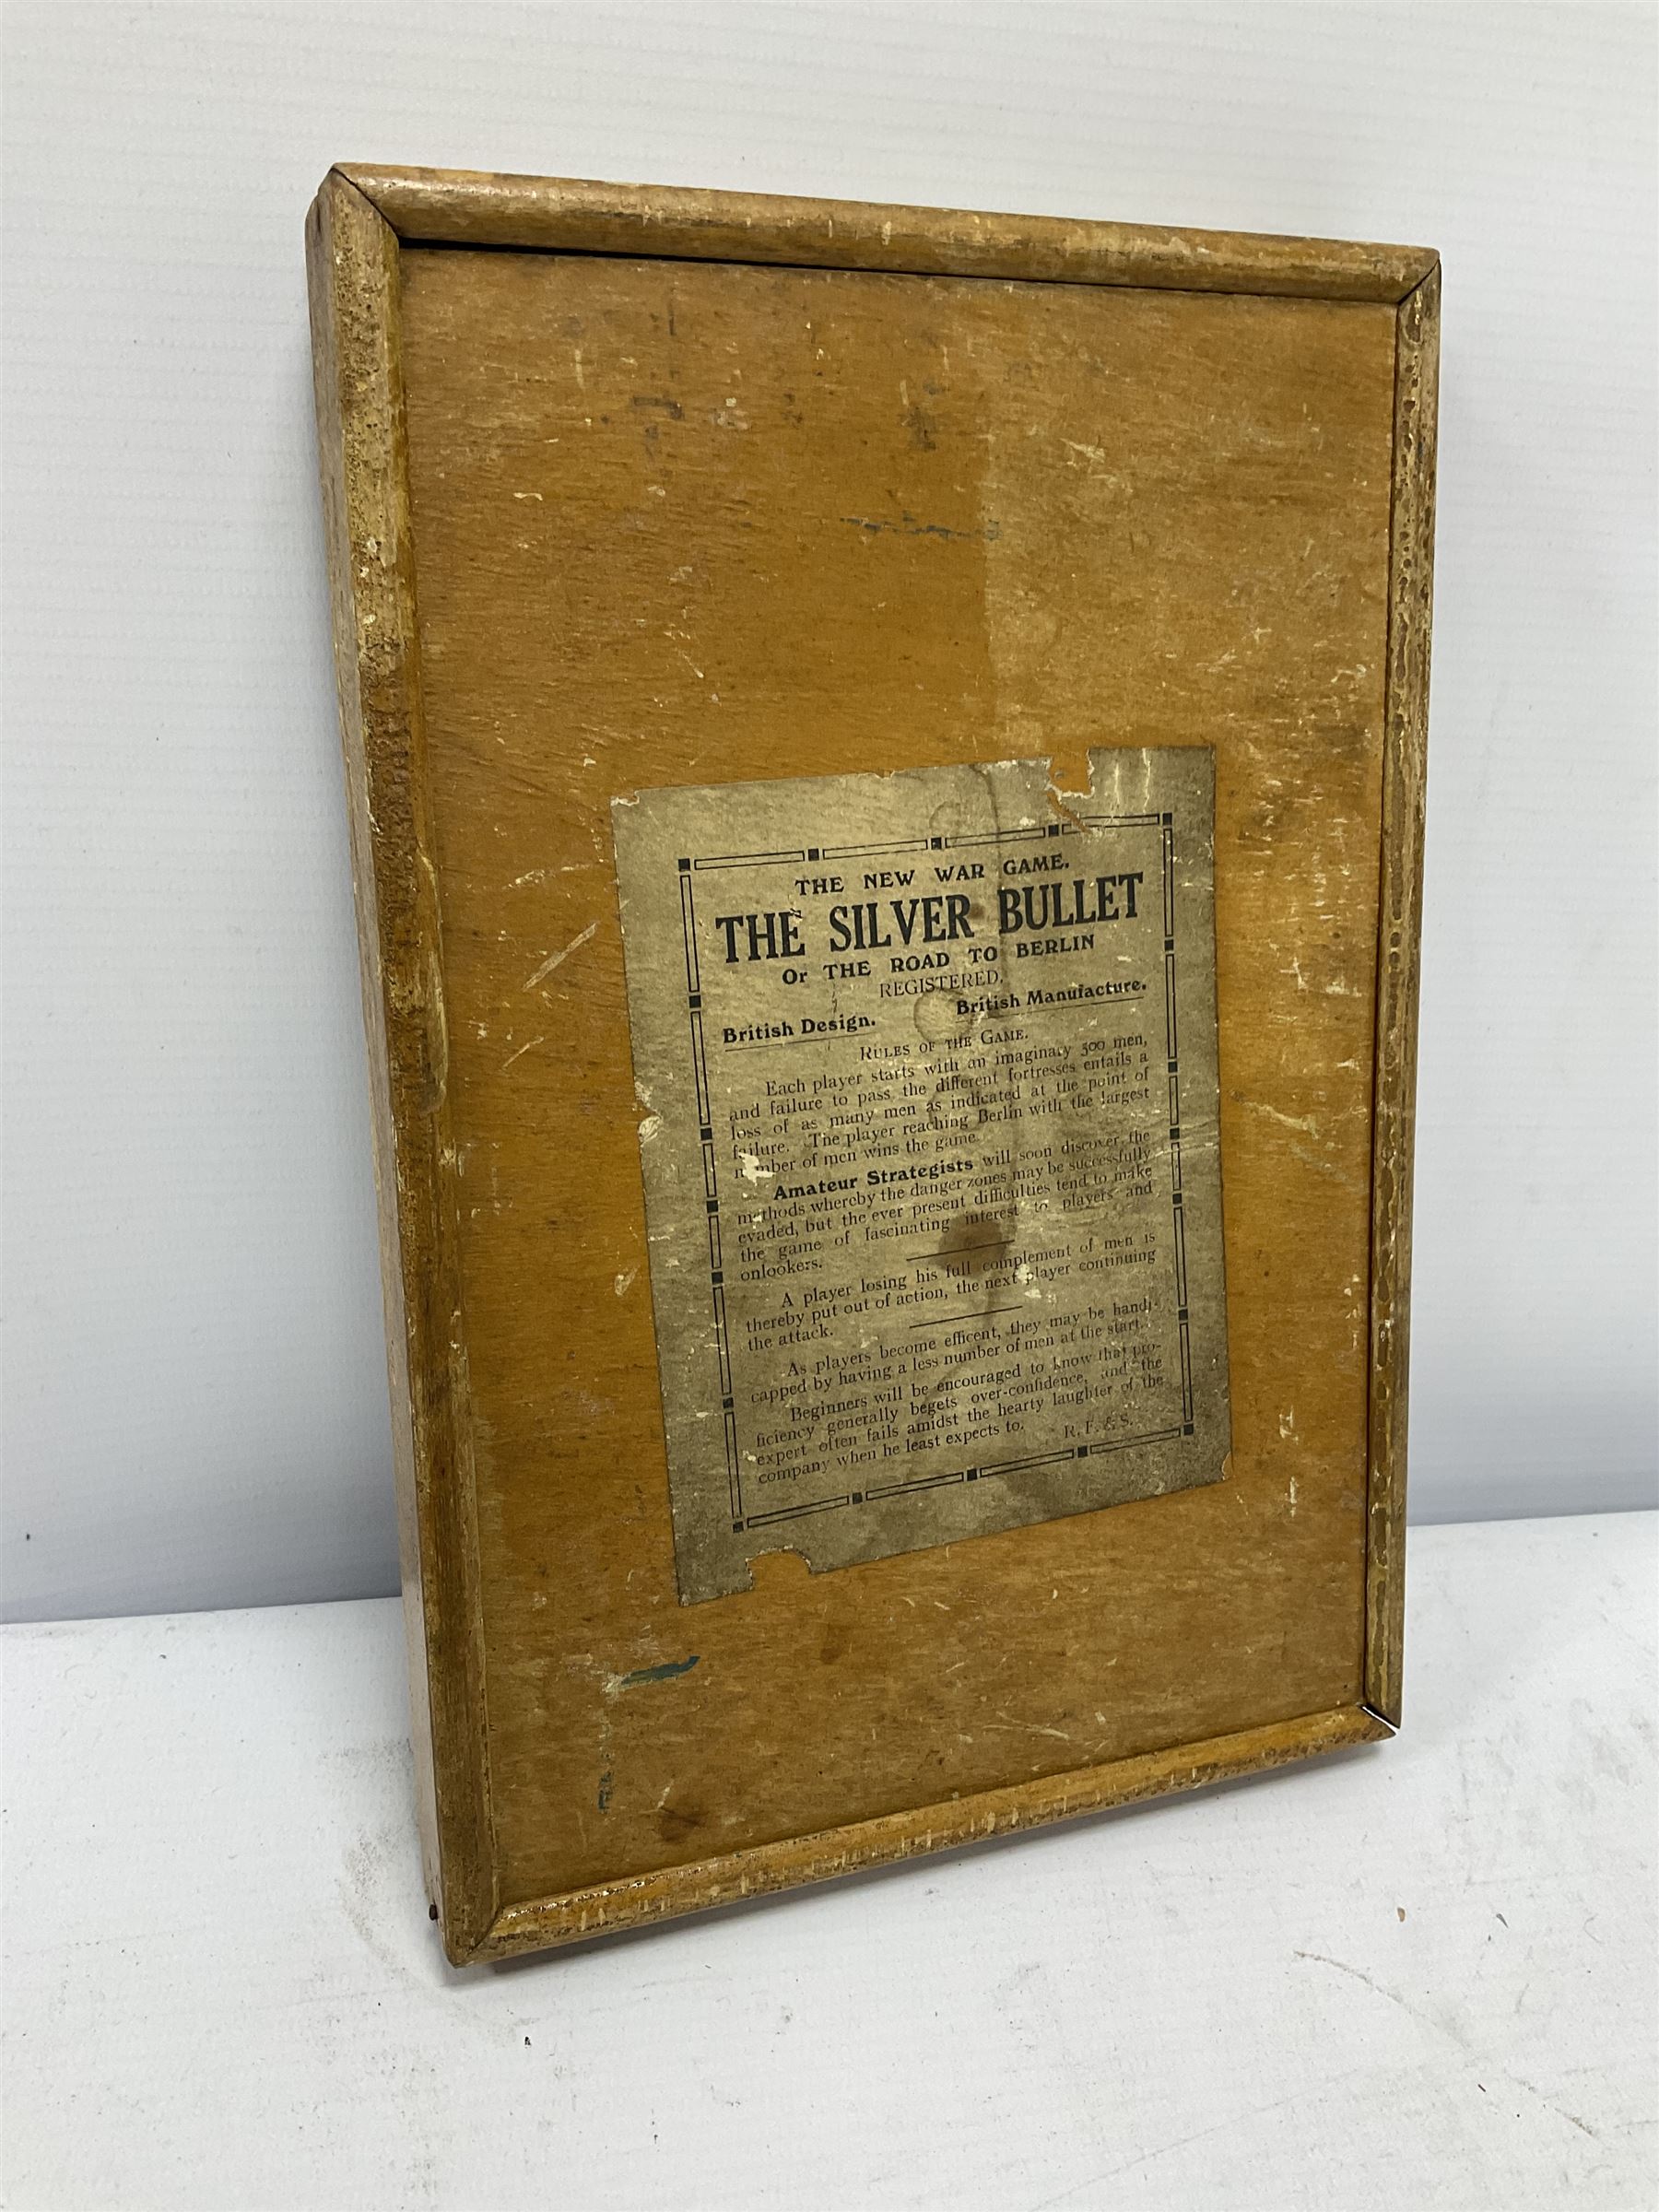 THE NEW WAR GAME.
THE SILVER BULLET
Or THE ROAD TO BERLIN
REGISTERED.
British Design. British Manufacture.
RULES OF THE GAME.
Each player starts with an imaginary 500 men,
and failure to pass the different fortresses entails a
loss of as many men as indicated at the point of
failure. The player reaching Berlin with the largest
number of men wins the game.
Amateur Strategists will soon discover the
methods whereby the danger zones may be successfully
evaded, but the ever present difficulties tend to make
the game of fascinating interest to players and
onlookers.
A player losing his full complement of men is
thereby put out of action, the next player continuing
the attack.
As players become efficent, they may be handi-
capped by having a less number of men at the start.
Beginners will be encouraged to know that pro-
ficiency generally begets over-confidence, and the
expert often fails amidst the hearty laughter of the
company when he least expects to. R. F. & S.